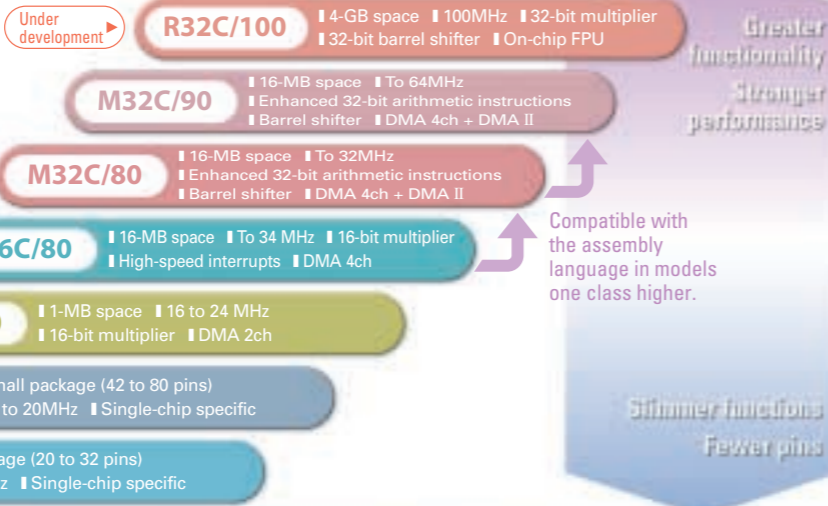 Under
development
R32C/100
4-GB space 100MHz 32-bit multiplier
32-bit barrel shifter On-chip FPU
Greater
functionality
Stronger
performance
M32C/90
16-MB space To 64MHz
Enhanced 32-bit arithmetic instructions
Barrel shifter DMA 4ch + DMA II
M32C/80
16-MB space To 32MHz
Enhanced 32-bit arithmetic instructions
Barrel shifter DMA 4ch + DMA II
6C/80
16-MB space To 34 MHz 16-bit multiplier
High-speed interrupts DMA 4ch
Compatible with
the assembly
language in models
one class higher.
1-MB space 16 to 24 MHz
16-bit multiplier DMA 2ch
mall package (42 to 80 pins)
to 20MHz Single-chip specific
Slimmer functions
Fewer pins
age (20 to 32 pins)
z Single-chip specific